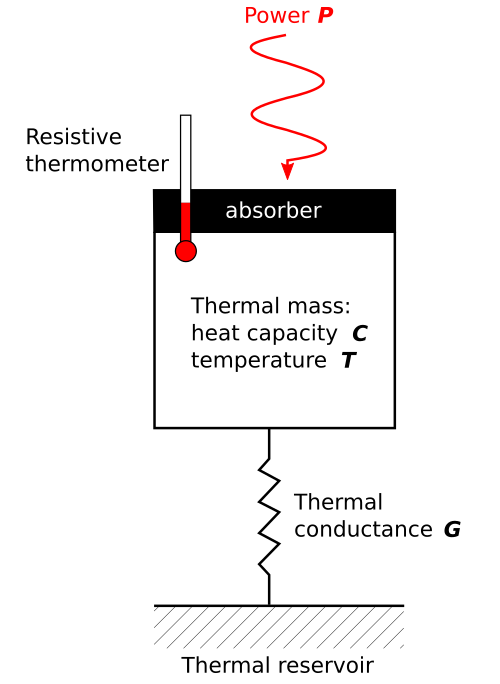 Power P
Resistive
thermometer
absorber
Thermal mass:
heat capacity C
temperature T
Thermal
conductance G
Thermal reservoir